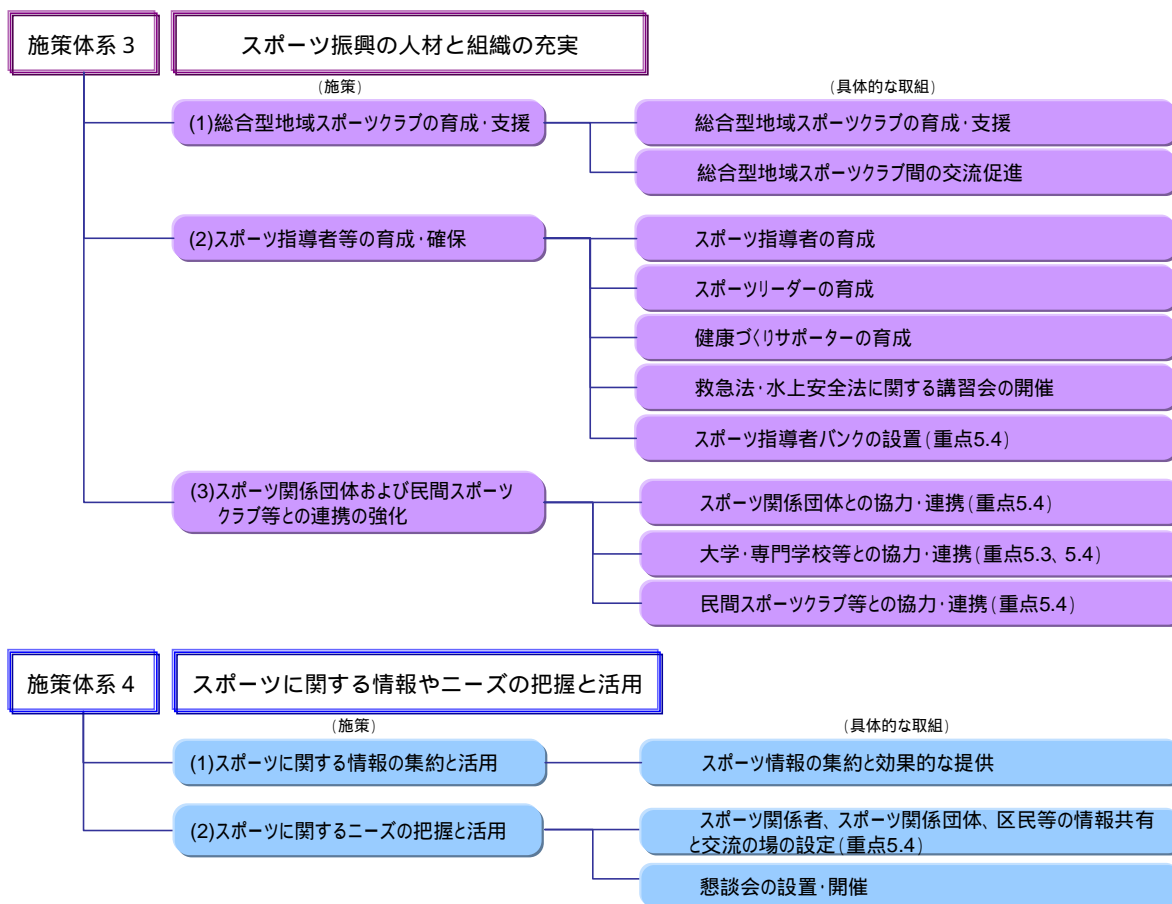 施策体系３
スポーツ振興の人材と組織の充実
(施策)
(具体的な取組)
(1)総合型地域スポーツクラブの育成・支援
総合型地域スポーツクラブの育成・支援
総合型地域スポーツクラブ間の交流促進
(2)スポーツ指導者等の育成・確保
スポーツ指導者の育成
スポーツリーダーの育成
健康づくりサポーターの育成
救急法・水上安全法に関する講習会の開催
スポーツ指導者バンクの設置(重点5.4)
(3)スポーツ関係団体および民間スポーツ
クラブ等との連携の強化
スポーツ関係団体との協力・連携(重点5.4)
大学・専門学校等との協力・連携(重点5.3、5.4)
民間スポーツクラブ等との協力・連携(重点5.4)
施策体系４
スポーツに関する情報やニーズの把握と活用
(施策)
(具体的な取組)
(1)スポーツに関する情報の集約と活用
スポーツ情報の集約と効果的な提供
(2)スポーツに関するニーズの把握と活用
スポーツ関係者、スポーツ関係団体、区民等の情報共有
と交流の場の設定(重点5.4)
懇談会の設置・開催